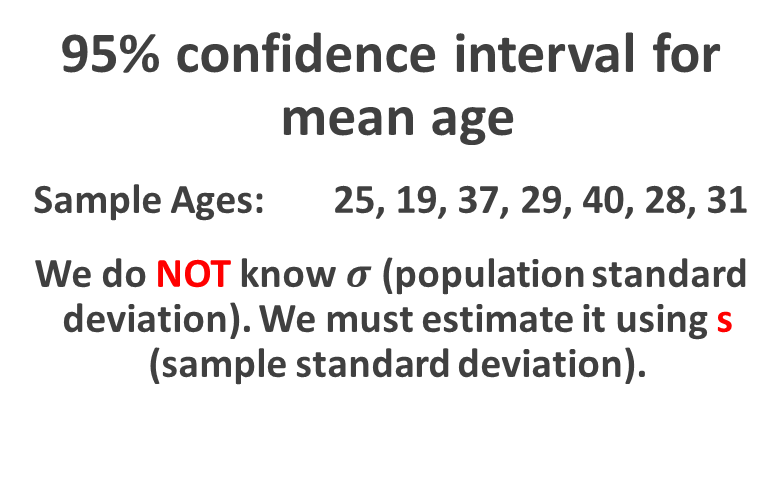 95% confidence interval for
mean age
Sample Ages: 25, 19, 37, 29, 40, 28, 31
We do NOT know 𝝈 (population standard
deviation). We must estimate it using s
(sample standard deviation).